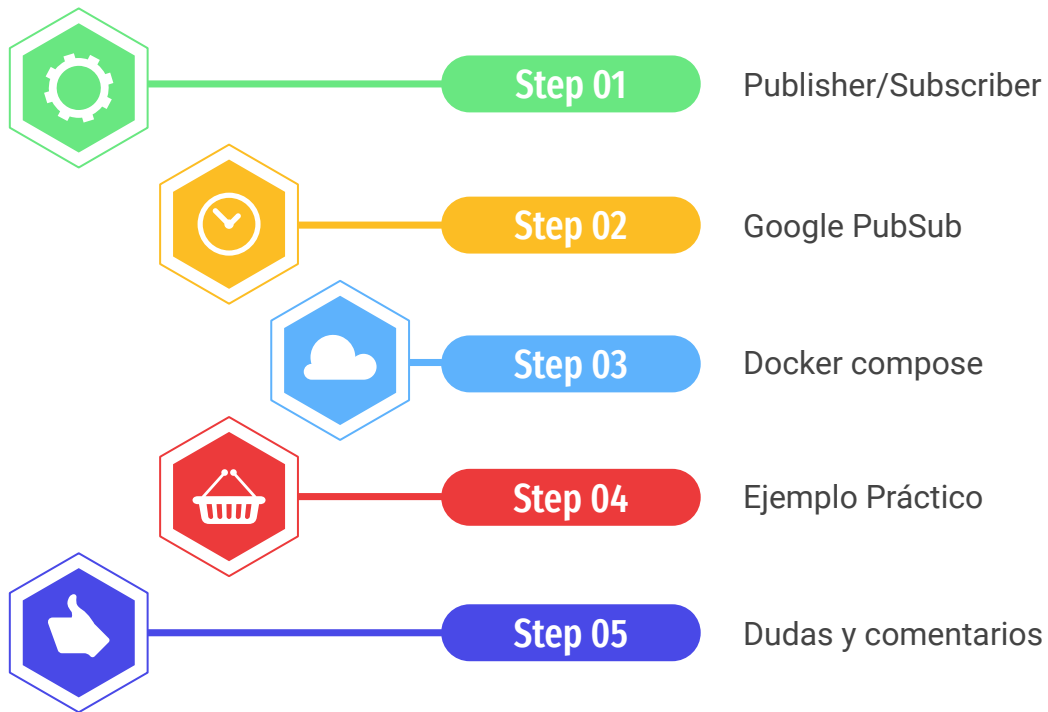 Step 01 Publisher/Subscriber
Step 02 Google PubSub
Step 03 Docker compose
Step 04 Ejemplo Práctico
Step 05 Dudas y comentarios